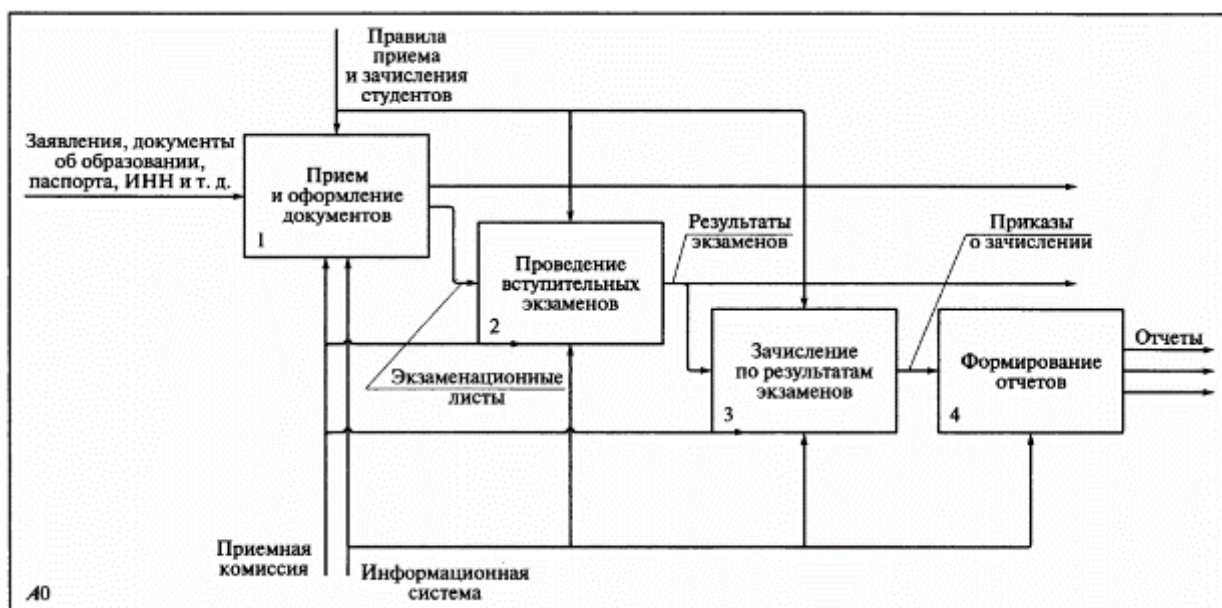 Правила
приема
и зачисления
студентов
Заявления, документы
об образовании,
паспорта, ИНН и т. д.
Прием
и оформление
документов
1
Результаты
экзаменов
Приказы
о зачислении
Проведение
вступительных
экзаменов
2
Экзаменационные
листы
Зачисление
по результатам
экзаменов
3
Формирование
отчетов
4
Отчеты
Приемная
комиссия
Информационная
система
A0